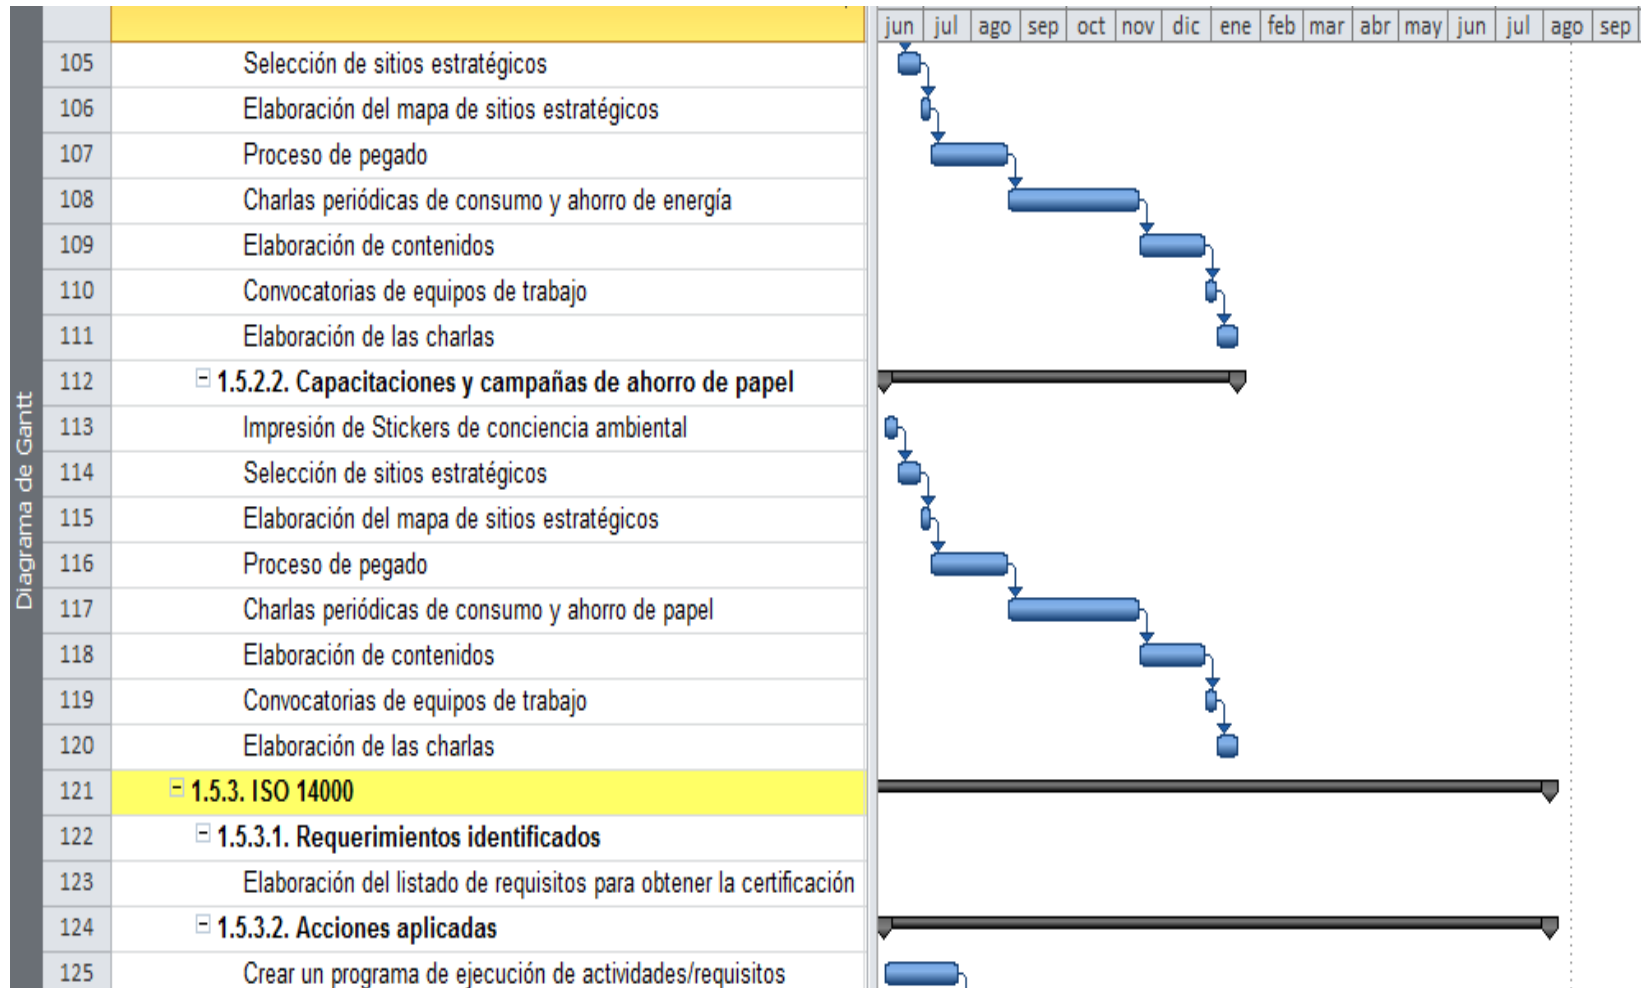 jun jul ago sep oct nov dic ene feb mar abr may jun jul ago sep
105 Selección de sitios estratégicos
106 Elaboración del mapa de sitios estratégicos
107 Proceso de pegado
108 Charlas periódicas de consumo y ahorro de energía
109 Elaboración de contenidos
110 Convocatorias de equipos de trabajo
111 Elaboración de las charlas
112 1.5.2.2. Capacitaciones y campañas de ahorro de papel
113 Impresión de Stickers de conciencia ambiental
114 Selección de sitios estratégicos
115 Elaboración del mapa de sitios estratégicos
116 Proceso de pegado
117 Charlas periódicas de consumo y ahorro de papel
118 Elaboración de contenidos
119 Convocatorias de equipos de trabajo
120 Elaboración de las charlas
121 1.5.3. ISO 14000
122 1.5.3.1. Requerimientos identificados
123 Elaboración del listado de requisitos para obtener la certificación
124 1.5.3.2. Acciones aplicadas
125 Crear un programa de ejecución de actividades/requisitos
Diagrama de Gantt